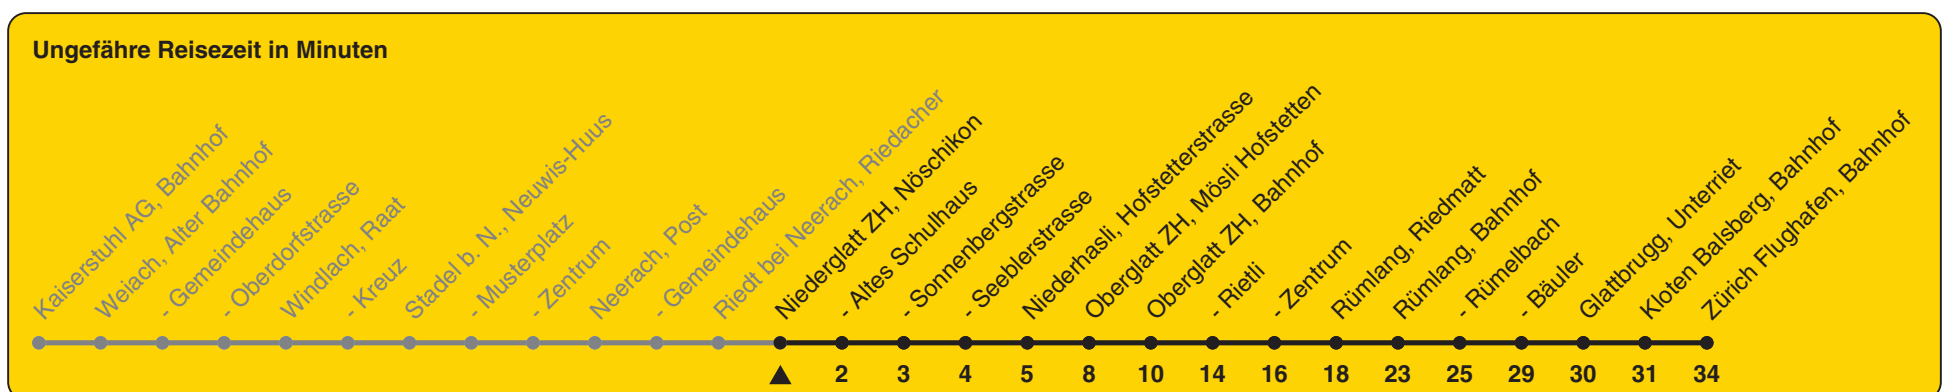 Ungefähre Reisezeit in Minuten
Kaiserstuhl AG, Bahnhof
Weiach, Alter Bahnhof
- Gemeindehaus
- Oberdorfstrasse
Windlach, Raat
- Kreuz
Stadel b. N., Neuwis-Huus
- Musterplatz
- Zentrum
Neerach, Post
- Gemeindehaus
Riedt bei Neerach, Riedacher
Niederglatt ZH, Nöschikon
- Altes Schulhaus
- Sonnenbergstrasse
- Seeblerstrasse
Niederhasli, Hofstetterstrasse
Oberglatt ZH, Mösli Hofstetten
Oberglatt ZH, Bahnhof
- Rietli
- Zentrum
Rümlang, Riedmatt
Rümlang, Bahnhof
- Rümelbach
- Bäuler
Glattbrugg, Unterriet
Kloten Balsberg, Bahnhof
Zürich Flughafen, Bahnhof
2 3 4 5 8 10 14 16 18 23 25 29 30 31 34